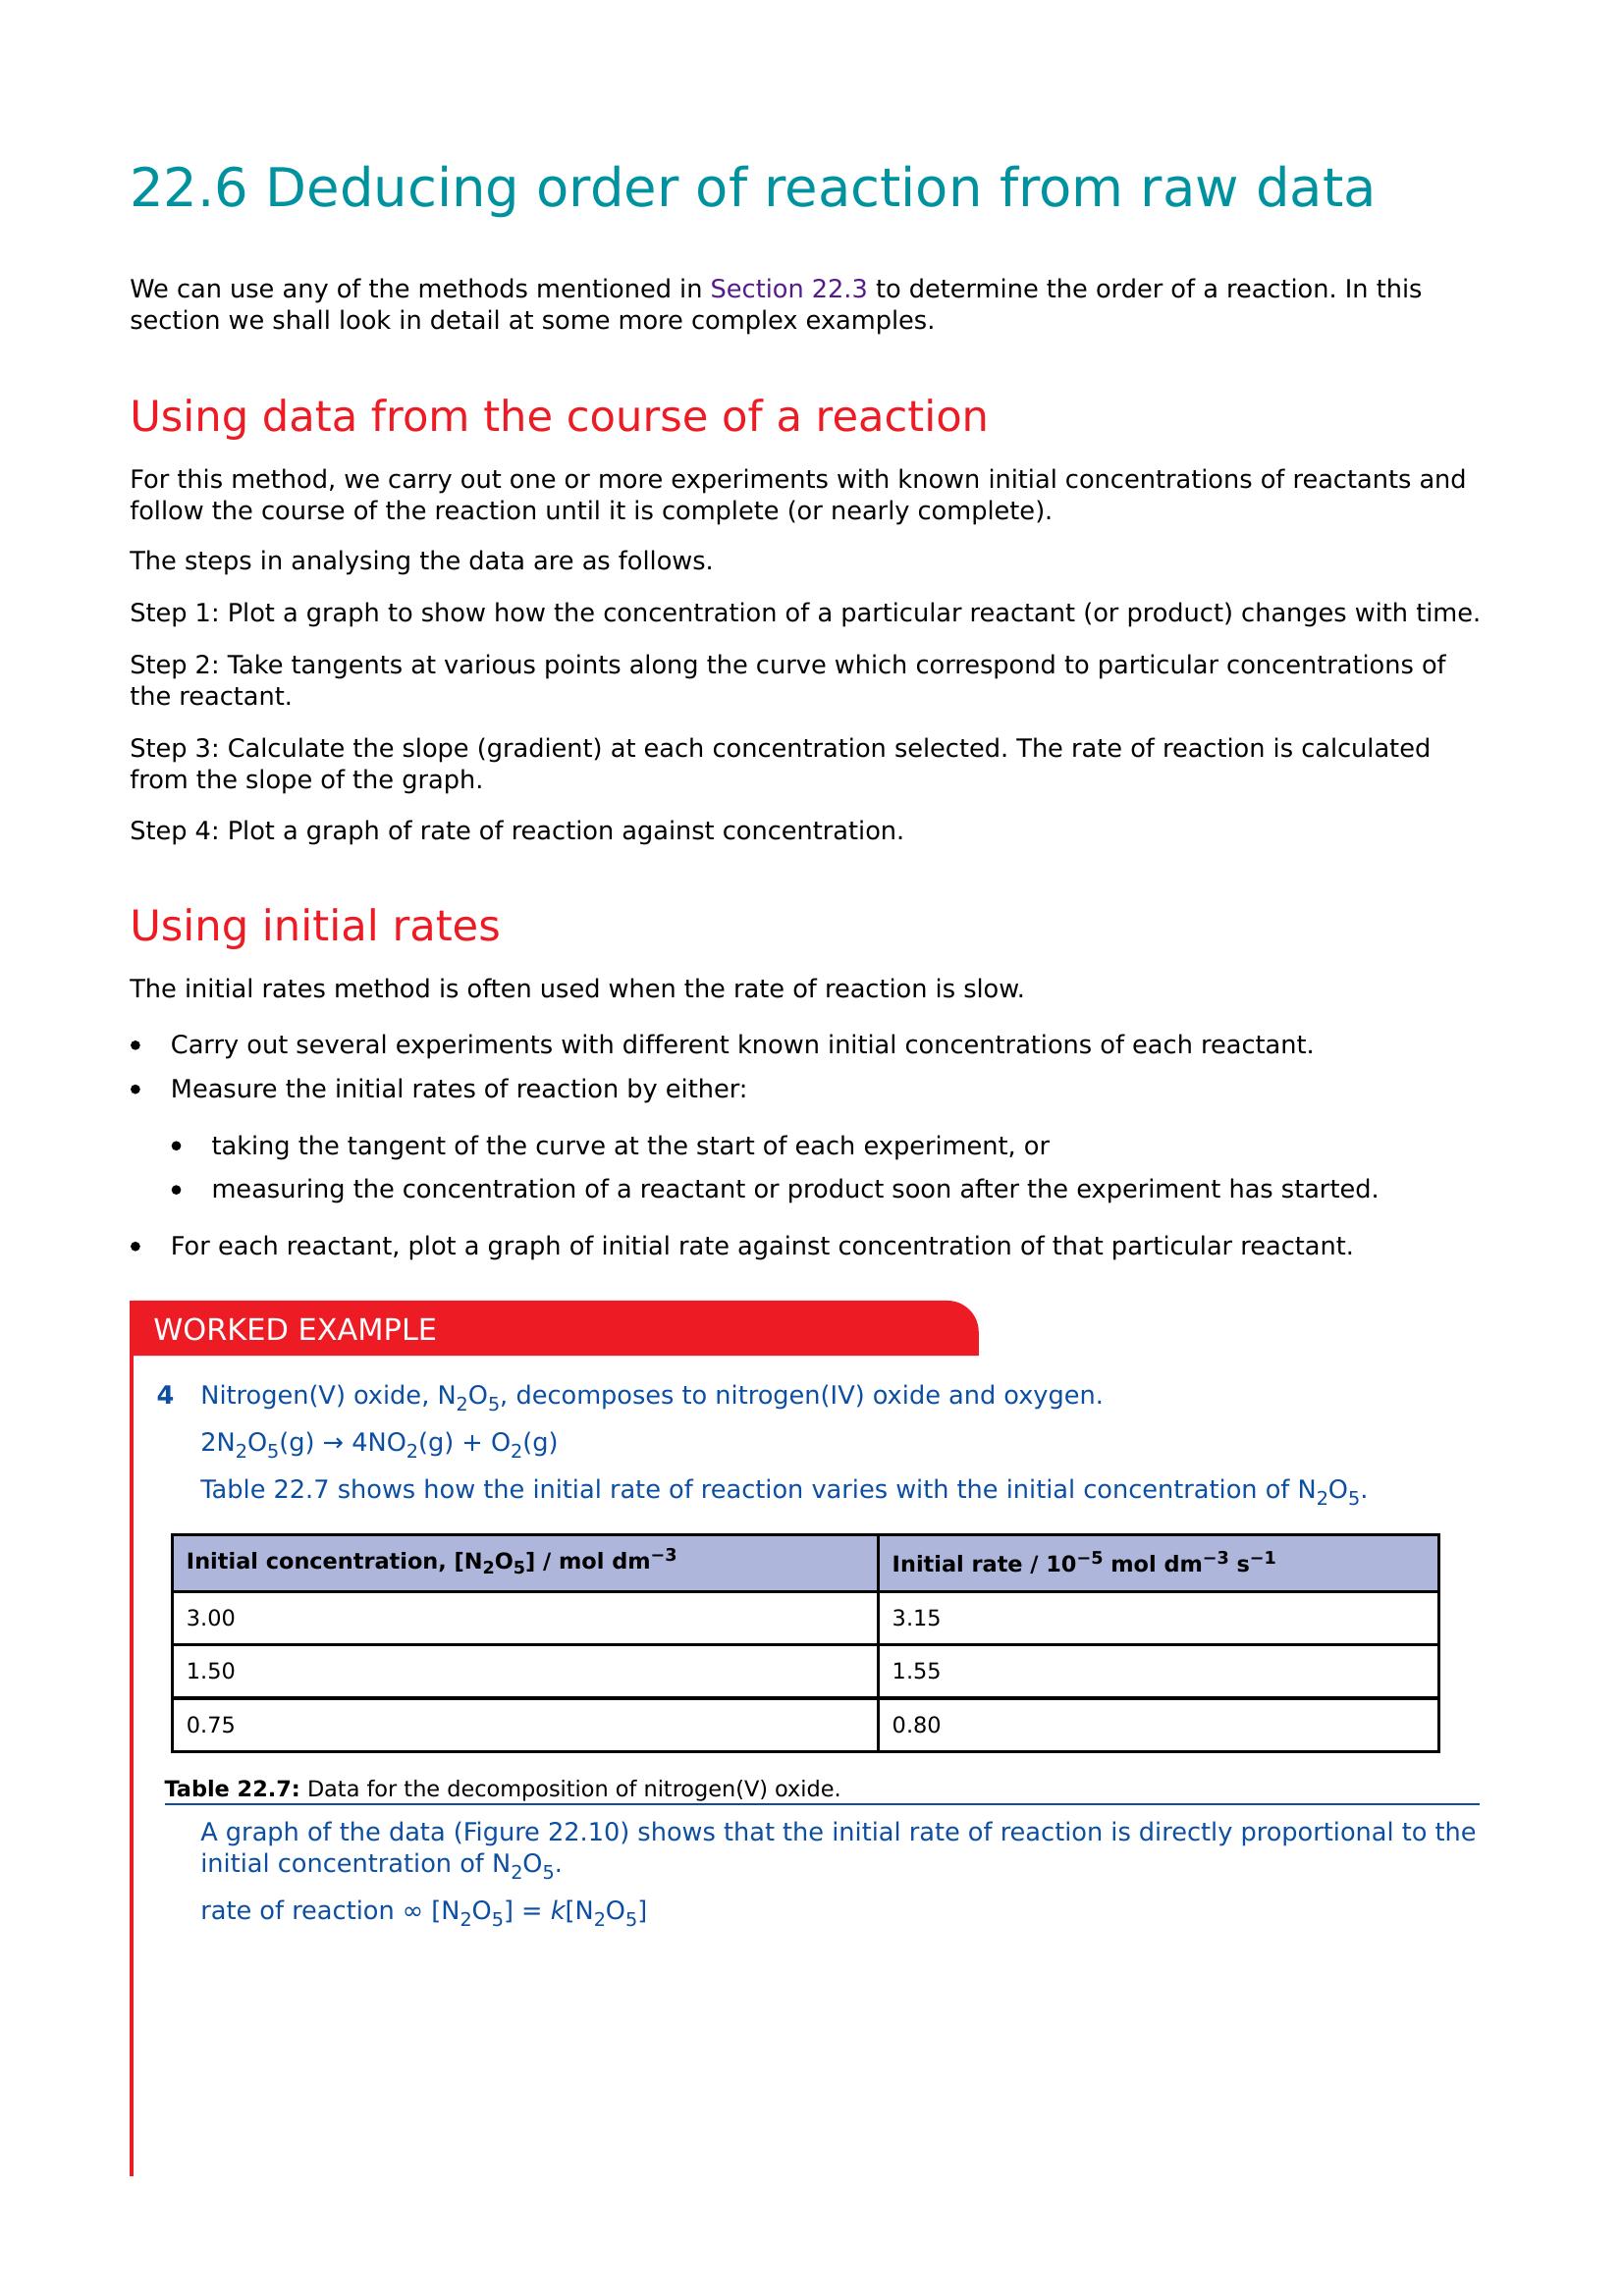 22.6 Deducing order of reaction from raw data
We can use any of the methods mentioned in Section 22.3 to determine the order of a reaction. In this
section we shall look in detail at some more complex examples.
Using data from the course of a reaction
For this method, we carry out one or more experiments with known initial concentrations of reactants and
follow the course of the reaction until it is complete (or nearly complete).
The steps in analysing the data are as follows.
Step 1: Plot a graph to show how the concentration of a particular reactant (or product) changes with time.
Step 2: Take tangents at various points along the curve which correspond to particular concentrations of
the reactant.
Step 3: Calculate the slope (gradient) at each concentration selected. The rate of reaction is calculated
from the slope of the graph.
Step 4: Plot a graph of rate of reaction against concentration.
Using initial rates
The initial rates method is often used when the rate of reaction is slow.
• Carry out several experiments with different known initial concentrations of each reactant.
• Measure the initial rates of reaction by either:
• taking the tangent of the curve at the start of each experiment, or
• measuring the concentration of a reactant or product soon after the experiment has started.
• For each reactant, plot a graph of initial rate against concentration of that particular reactant.
WORKED EXAMPLE
4 Nitrogen(V) oxide, N₂O₅, decomposes to nitrogen(IV) oxide and oxygen.
2N₂O₅(g) → 4NO₂(g) + O₂(g)
Table 22.7 shows how the initial rate of reaction varies with the initial concentration of N₂O₅.
Initial concentration, [N₂O₅] / mol dm⁻³ Initial rate / 10⁻⁵ mol dm⁻³ s⁻¹
3.00 3.15
1.50 1.55
0.75 0.80
Table 22.7: Data for the decomposition of nitrogen(V) oxide.
A graph of the data (Figure 22.10) shows that the initial rate of reaction is directly proportional to the
initial concentration of N₂O₅.
rate of reaction ∞ [N₂O₅] = k[N₂O₅]